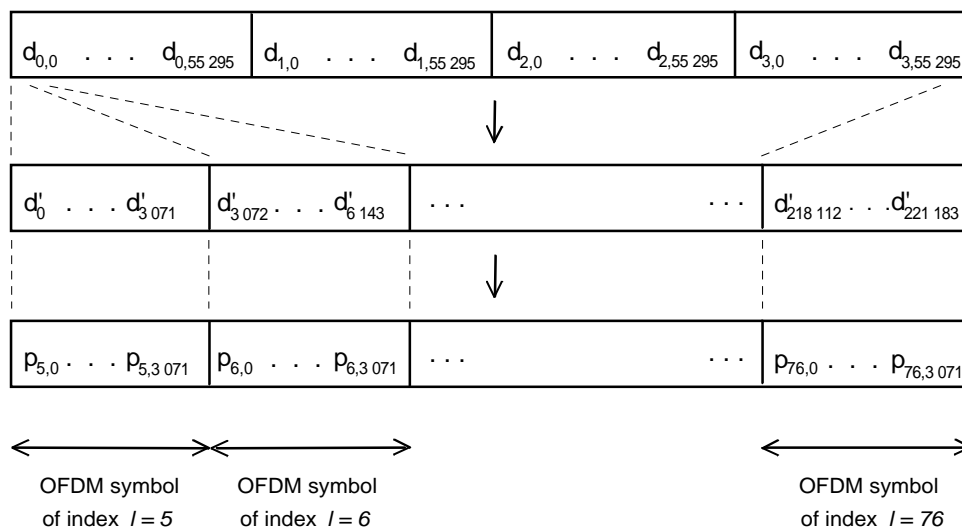 d0,0 . . . d0,55 295 d1,0 . . . d1,55 295 d2,0 . . . d2,55 295 d3,0 . . . d3,55 295
d'0 . . . d'3 071 d'3 072 . . . d'6 143 . . . . . . d'218 112 . . . d'221 183
p5,0 . . . p5,3 071 p6,0 . . . p6,3 071 . . . . . . p76,0 . . . p76,3 071
OFDM symbol OFDM symbol OFDM symbol
of index l = 5 of index l = 6 of index l = 76